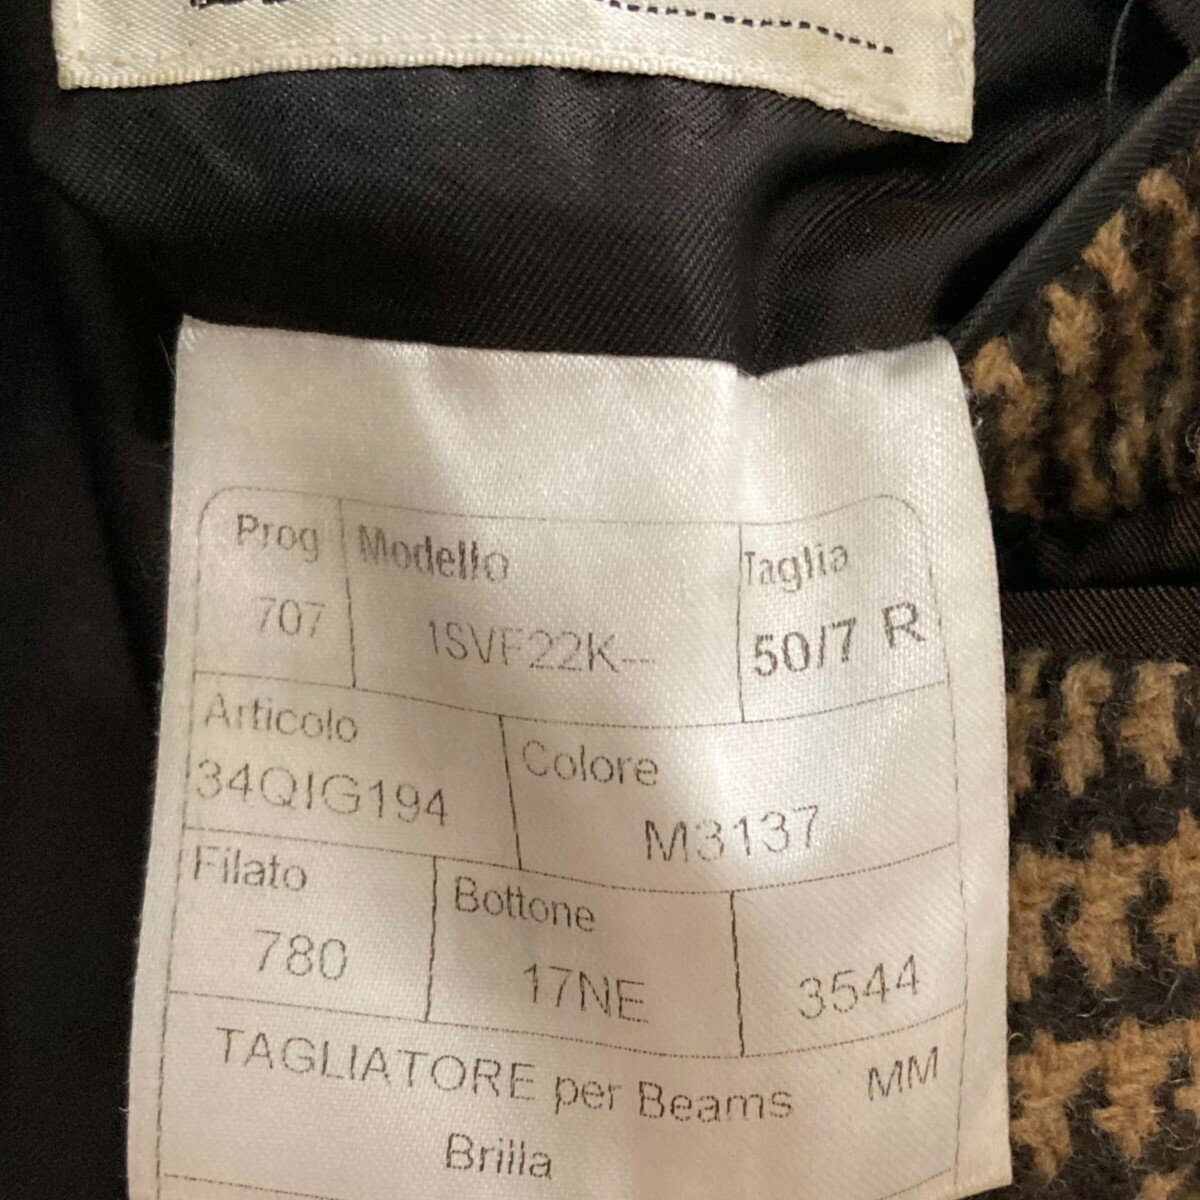 Prog Modello Taglia
707 1SVF22K-- 50/7 R
Articolo Colore
34QIG194 M3137
Filato Bottone
780 17NE 3544
TAGLIATORE per Beams MM
Brilla